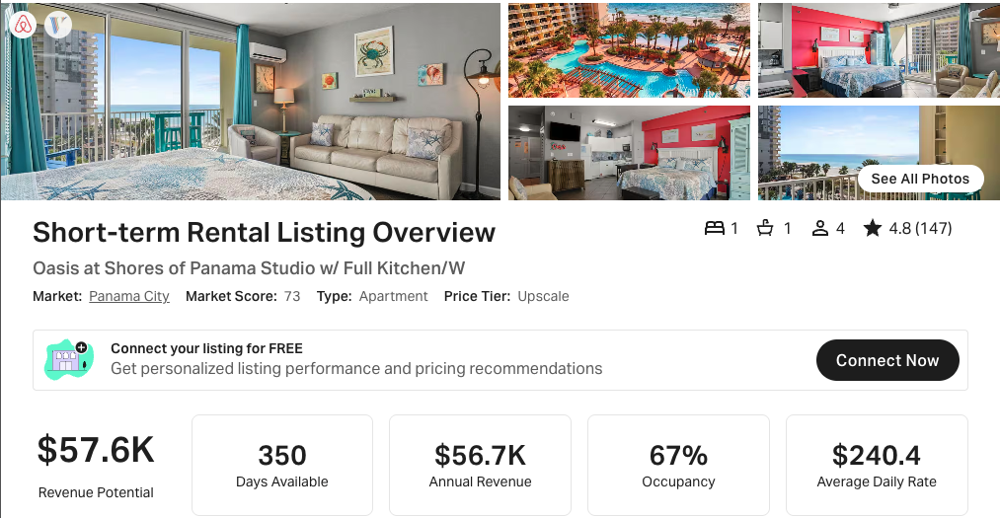 See All Photos
Short-term Rental Listing Overview
1 1 4 4.8 (147)
Oasis at Shores of Panama Studio w/ Full Kitchen/W
Market: Panama City Market Score: 73 Type: Apartment Price Tier: Upscale
Connect your listing for FREE
Get personalized listing performance and pricing recommendations
Connect Now
$57.6K
Revenue Potential
350
Days Available
$56.7K
Annual Revenue
67%
Occupancy
$240.4
Average Daily Rate